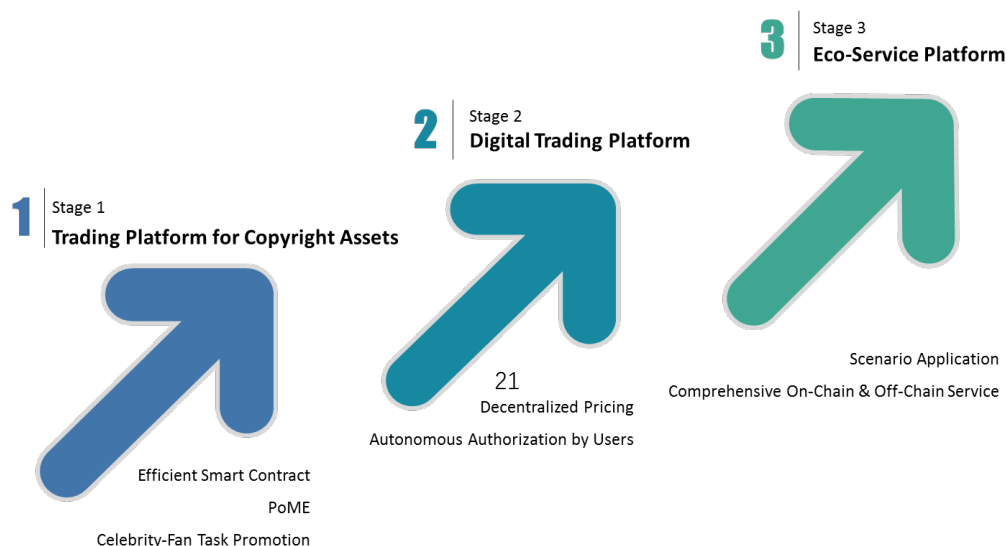 1
Stage 1
Trading Platform for Copyright Assets
Efficient Smart Contract
PoME
Celebrity-Fan Task Promotion
2
Stage 2
Digital Trading Platform
21
Decentralized Pricing
Autonomous Authorization by Users
3
Stage 3
Eco-Service Platform
Scenario Application
Comprehensive On-Chain & Off-Chain Service